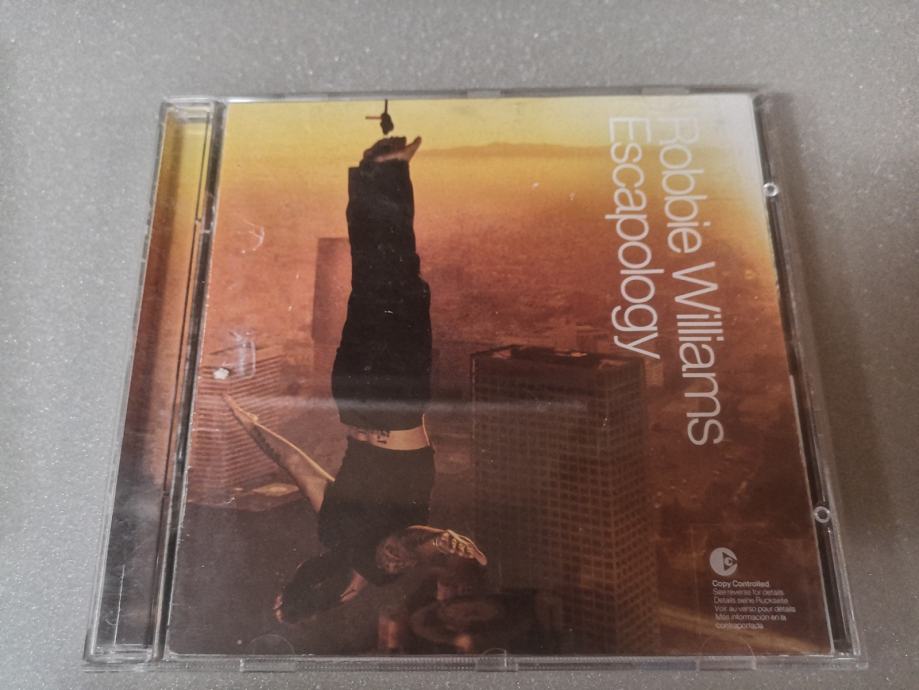 Robbie Williams
Escapology
Copy Controlled
See reverse for details
Details siehe Rückseite
Voir au verso pour détails
Más información en la
contraportada